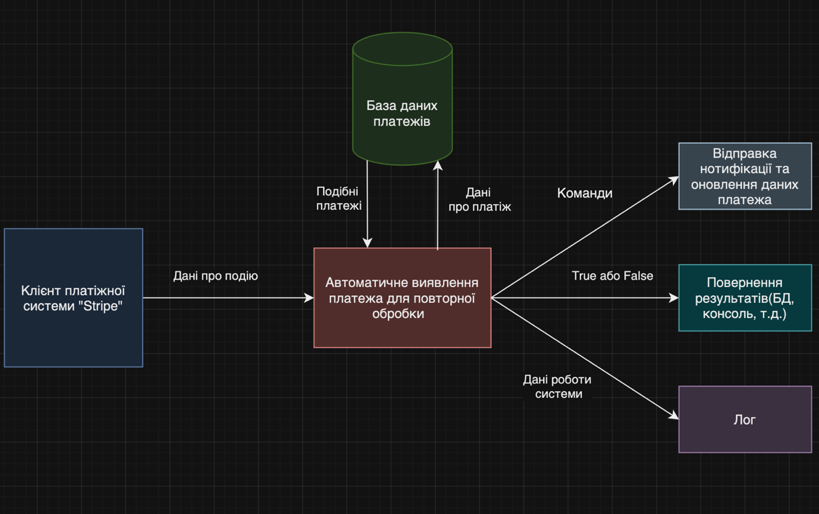 База даних
платежів
Подібні
платежі
Дані
про платіж
Клієнт платіжної
системи "Stripe"
Дані про подію
Автоматичне виявлення
платежа для повторної
обробки
Команди
Відправка
нотифікації та
оновлення даних
платежа
True або False
Повернення
результатів(БД,
консоль, т.д.)
Дані роботи
системи
Лог